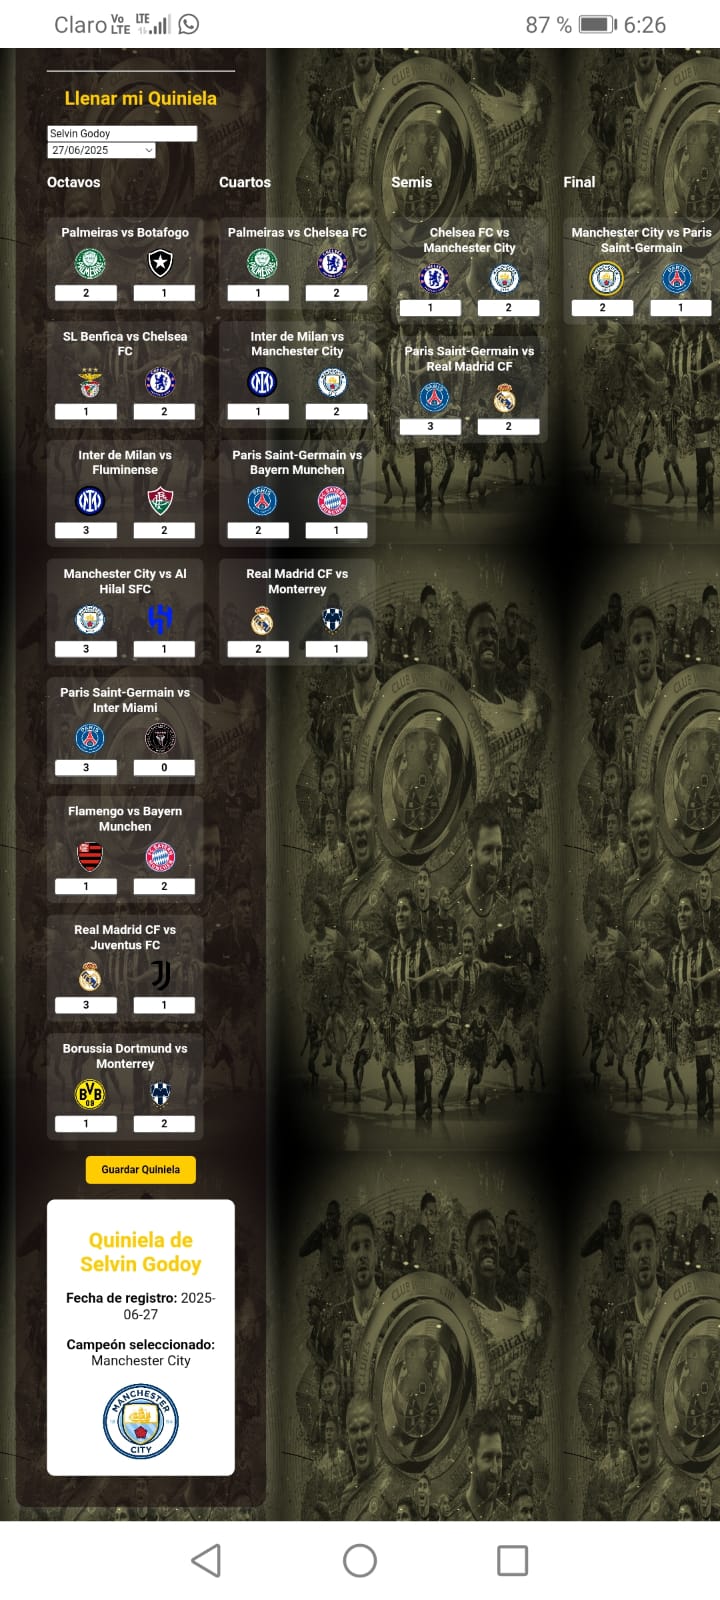 Claro Vo LTE LTE 87 % 6:26
Llenar mi Quiniela
Selvin Godoy
27/06/2025
Octavos
Palmeiras vs Botafogo
2 1
SL Benfica vs Chelsea
FC
1 2
Inter de Milan vs
Fluminense
3 2
Manchester City vs Al
Hilal SFC
3 1
Paris Saint-Germain vs
Inter Miami
PARIS
3 0
Flamengo vs Bayern
Munchen
1 2
Real Madrid CF vs
Juventus FC
3 1
Borussia Dortmund vs
Monterrey
BVB
09
1 2
Cuartos
Palmeiras vs Chelsea FC
1 2
Inter de Milan vs
Manchester City
1 2
Paris Saint-Germain vs
Bayern Munchen
PARIS
2 1
Real Madrid CF vs
Monterrey
2 1
Semis
Chelsea FC vs
Manchester City
1 2
Paris Saint-Germain vs
Real Madrid CF
PARIS
3 2
Final
Manchester City vs Paris
Saint-Germain
PARIS
2 1
Guardar Quiniela
Quiniela de
Selvin Godoy
Fecha de registro: 2025-
06-27
Campeón seleccionado:
Manchester City
MANCHESTER
CITY